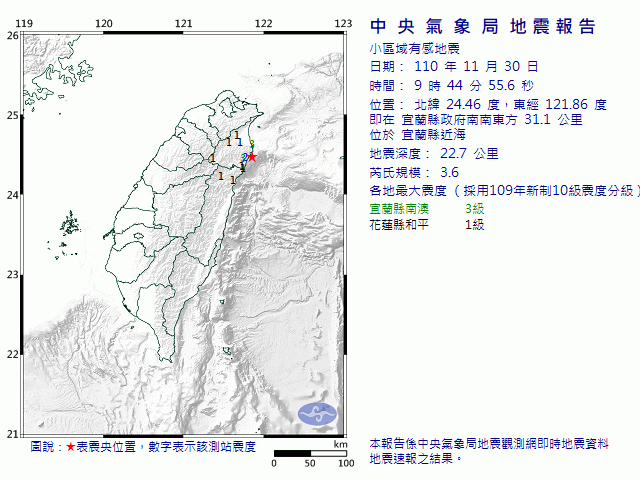 119 120 121 122 123
26
25
24
23
22
21
1 1 1 3
1 2
1 1
1 1
圖說：★表震央位置，數字表示該測站震度
km
0 50 100
中央氣象局地震報告
小區域有感地震
日期： 110 年 11 月 30 日
時間： 9 時 44 分 55.6 秒
位置： 北緯 24.46 度，東經 121.86 度
即在 宜蘭縣政府南南東方 31.1 公里
位於 宜蘭縣近海
地震深度： 22.7 公里
芮氏規模： 3.6
各地最大震度 （採用109年新制10級震度分級）
宜蘭縣南澳 3級
花蓮縣和平 1級
本報告係中央氣象局地震觀測網即時地震資料
地震速報之結果。